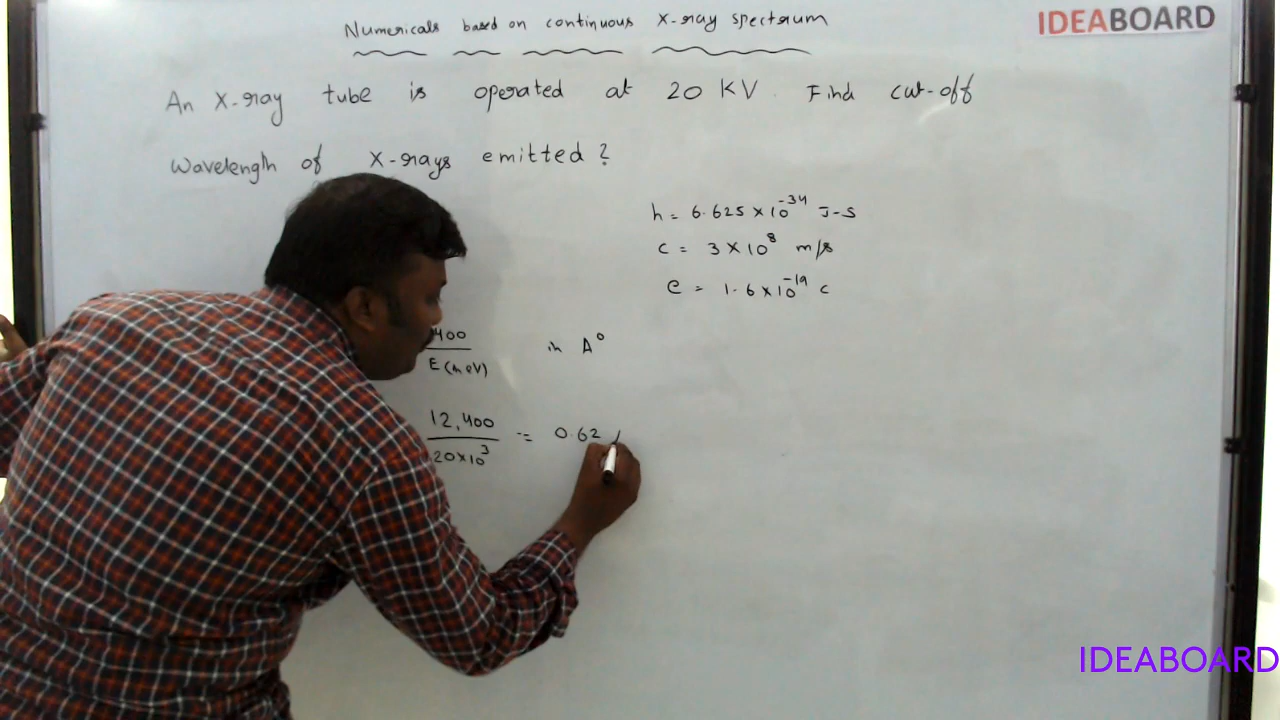 Numericals based on continuous X-ray spectrum
IDEABOARD
An X-ray tube is operated at 20 KV. Find cut-off
wavelength of X-rays emitted?
h = 6.625 × 10⁻³⁴ J-S
c = 3 × 10⁸ m/s
e = 1.6 × 10⁻¹⁹ c
400 / E (in eV) in A⁰
12,400 / 20×10³ = 0.62
IDEABOARD